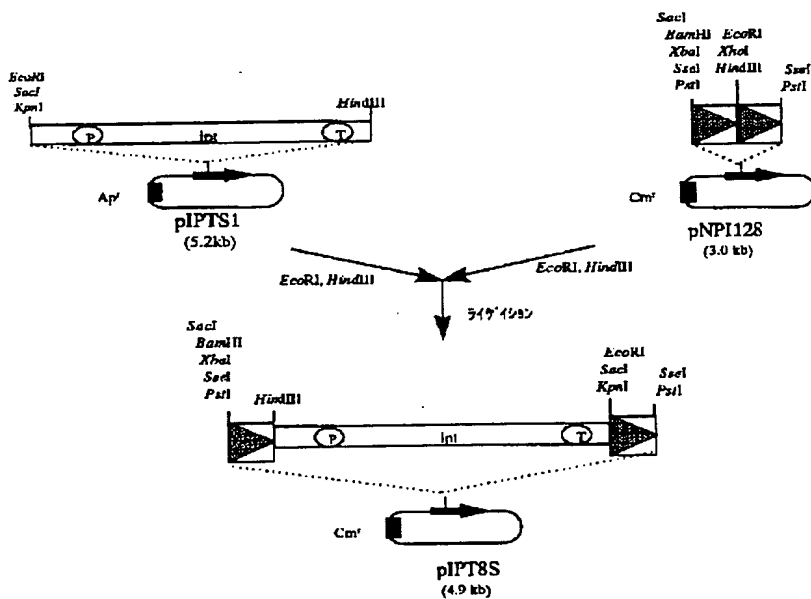 EcoRI
SacI
KpnI
HindIII
P
ipt
T
Apr
pIPTS1
(5.2kb)
SacI
BamHI
XbaI
SseI
PstI
EcoRI
XhoI
HindIII
SseI
PstI
Cmr
pNPI128
(3.0 kb)
EcoRI, HindIII
EcoRI, HindIII
ライゲイション
SacI
BamHI
XbaI
SseI
PstI
HindIII
EcoRI
SacI
KpnI
SseI
PstI
P
ipt
T
Cmr
pIPT8S
(4.9 kb)